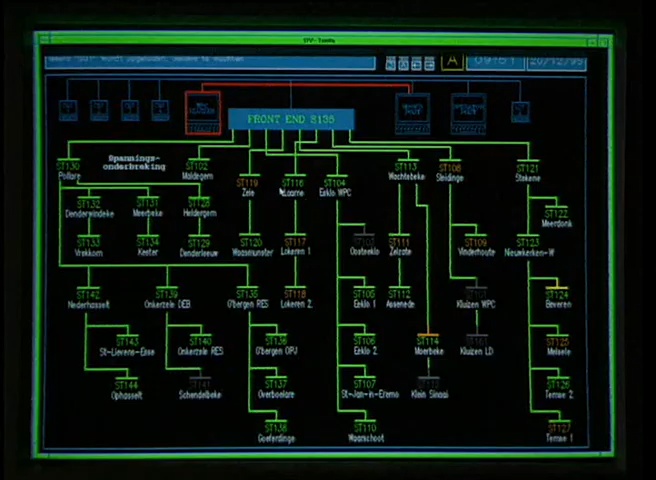 FRONT END 8135
Spannings-
onderbreking
ST130
Pollare
ST102
Maldegem
ST119
Zele
ST116
Laarne
ST104
Eeklo WPC
ST113
Wachtebeke
ST108
Sleidinge
ST121
Stekene
ST132
Denderwindeke
ST131
Meerbeke
ST128
Heldergem
ST122
Meerdonk
ST133
Vrekkem
ST134
Kester
ST129
Denderleeuw
ST120
Waasmunster
ST117
Lokeren 1
Oosteeklo
ST111
Zelzate
ST109
Vinderhoute
ST123
Nieuwkerken-W
ST142
Nederhasselt
ST139
Onkerzele DEB
ST135
G'bergen RES
ST118
Lokeren 2
ST105
Eeklo 1
ST112
Assenede
Kluizen WPC
ST124
Beveren
ST143
St-Lievens-Esse
ST140
Onkerzele RES
ST136
G'bergen OPJ
ST106
Eeklo 2
ST114
Moerbeke
Kluizen LD
ST125
Melsele
ST144
Ophasselt
ST141
Schendelbeke
ST137
Overboelare
ST107
St-Jan-in-Eremo
Klein Sinaai
ST126
Temse 2
ST138
Goeferdinge
ST110
Waarschoot
ST127
Temse 1